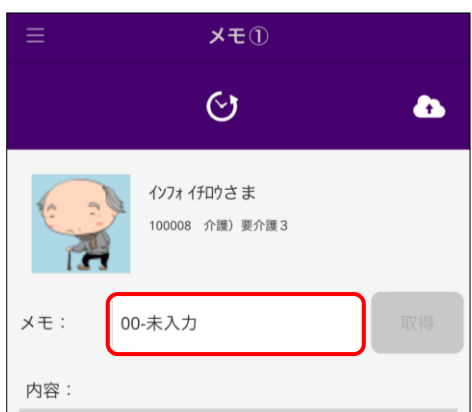 メモ①
インフォ イチロウさま
100008 介護）要介護3
メモ： 00-未入力 取得
内容：